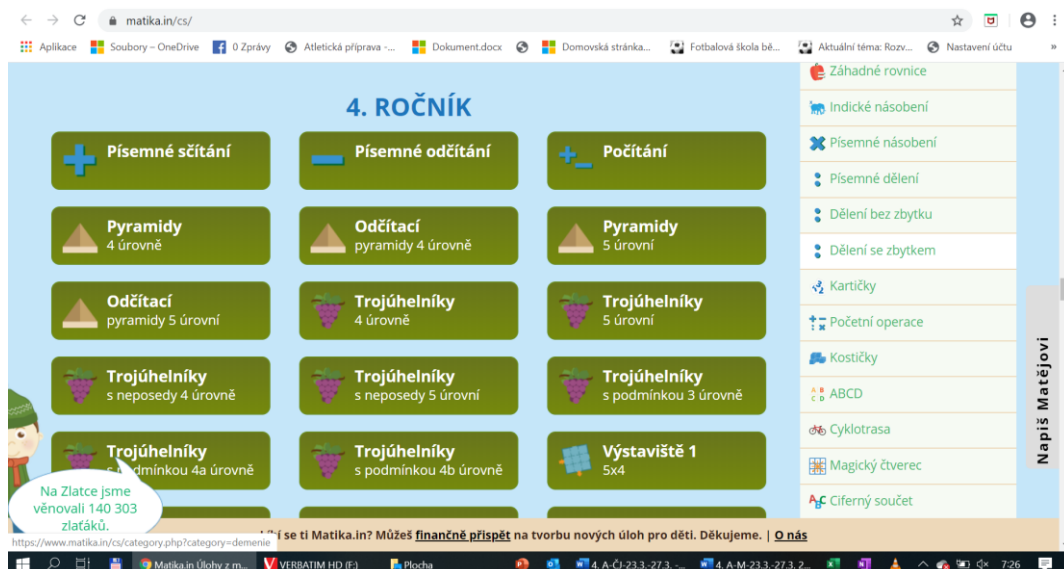 matika.in/cs/
Aplikace Soubory – OneDrive 0 Zprávy Atletická příprava -... Dokument.docx Domovská stránka... Fotbalová škola bě... Aktuální téma: Rozv... Nastavení účtu »
4. ROČNÍK
Písemné sčítání
Písemné odčítání
Počítání
Pyramidy
4 úrovně
Odčítací
pyramidy 4 úrovně
Pyramidy
5 úrovní
Odčítací
pyramidy 5 úrovní
Trojúhelníky
4 úrovně
Trojúhelníky
5 úrovní
Trojúhelníky
s neposedy 4 úrovně
Trojúhelníky
s neposedy 5 úrovní
Trojúhelníky
s podmínkou 3 úrovně
Trojúhelníky
s podmínkou 4a úrovně
Trojúhelníky
s podmínkou 4b úrovně
Výstaviště 1
5x4
Záhadné rovnice
Indické násobení
Písemné násobení
Písemné dělení
Dělení bez zbytku
Dělení se zbytkem
Kartičky
Početní operace
Kostičky
ABCD
Cyklotrasa
Magický čtverec
Ciferný součet
Napiš Matějovi
Na Zlatce jsme
věnovali 140 303
zlaťáků.
se ti Matika.in? Můžeš finančně přispět na tvorbu nových úloh pro děti. Děkujeme. | O nás
https://www.matika.in/cs/category.php?category=demenie
Matika.in Úlohy z m... VERBATIM HD (F:) Plocha 4. A-ČJ-23.3.-27.3. -... 4. A-M-23.3.-27.3. 2... 7:26